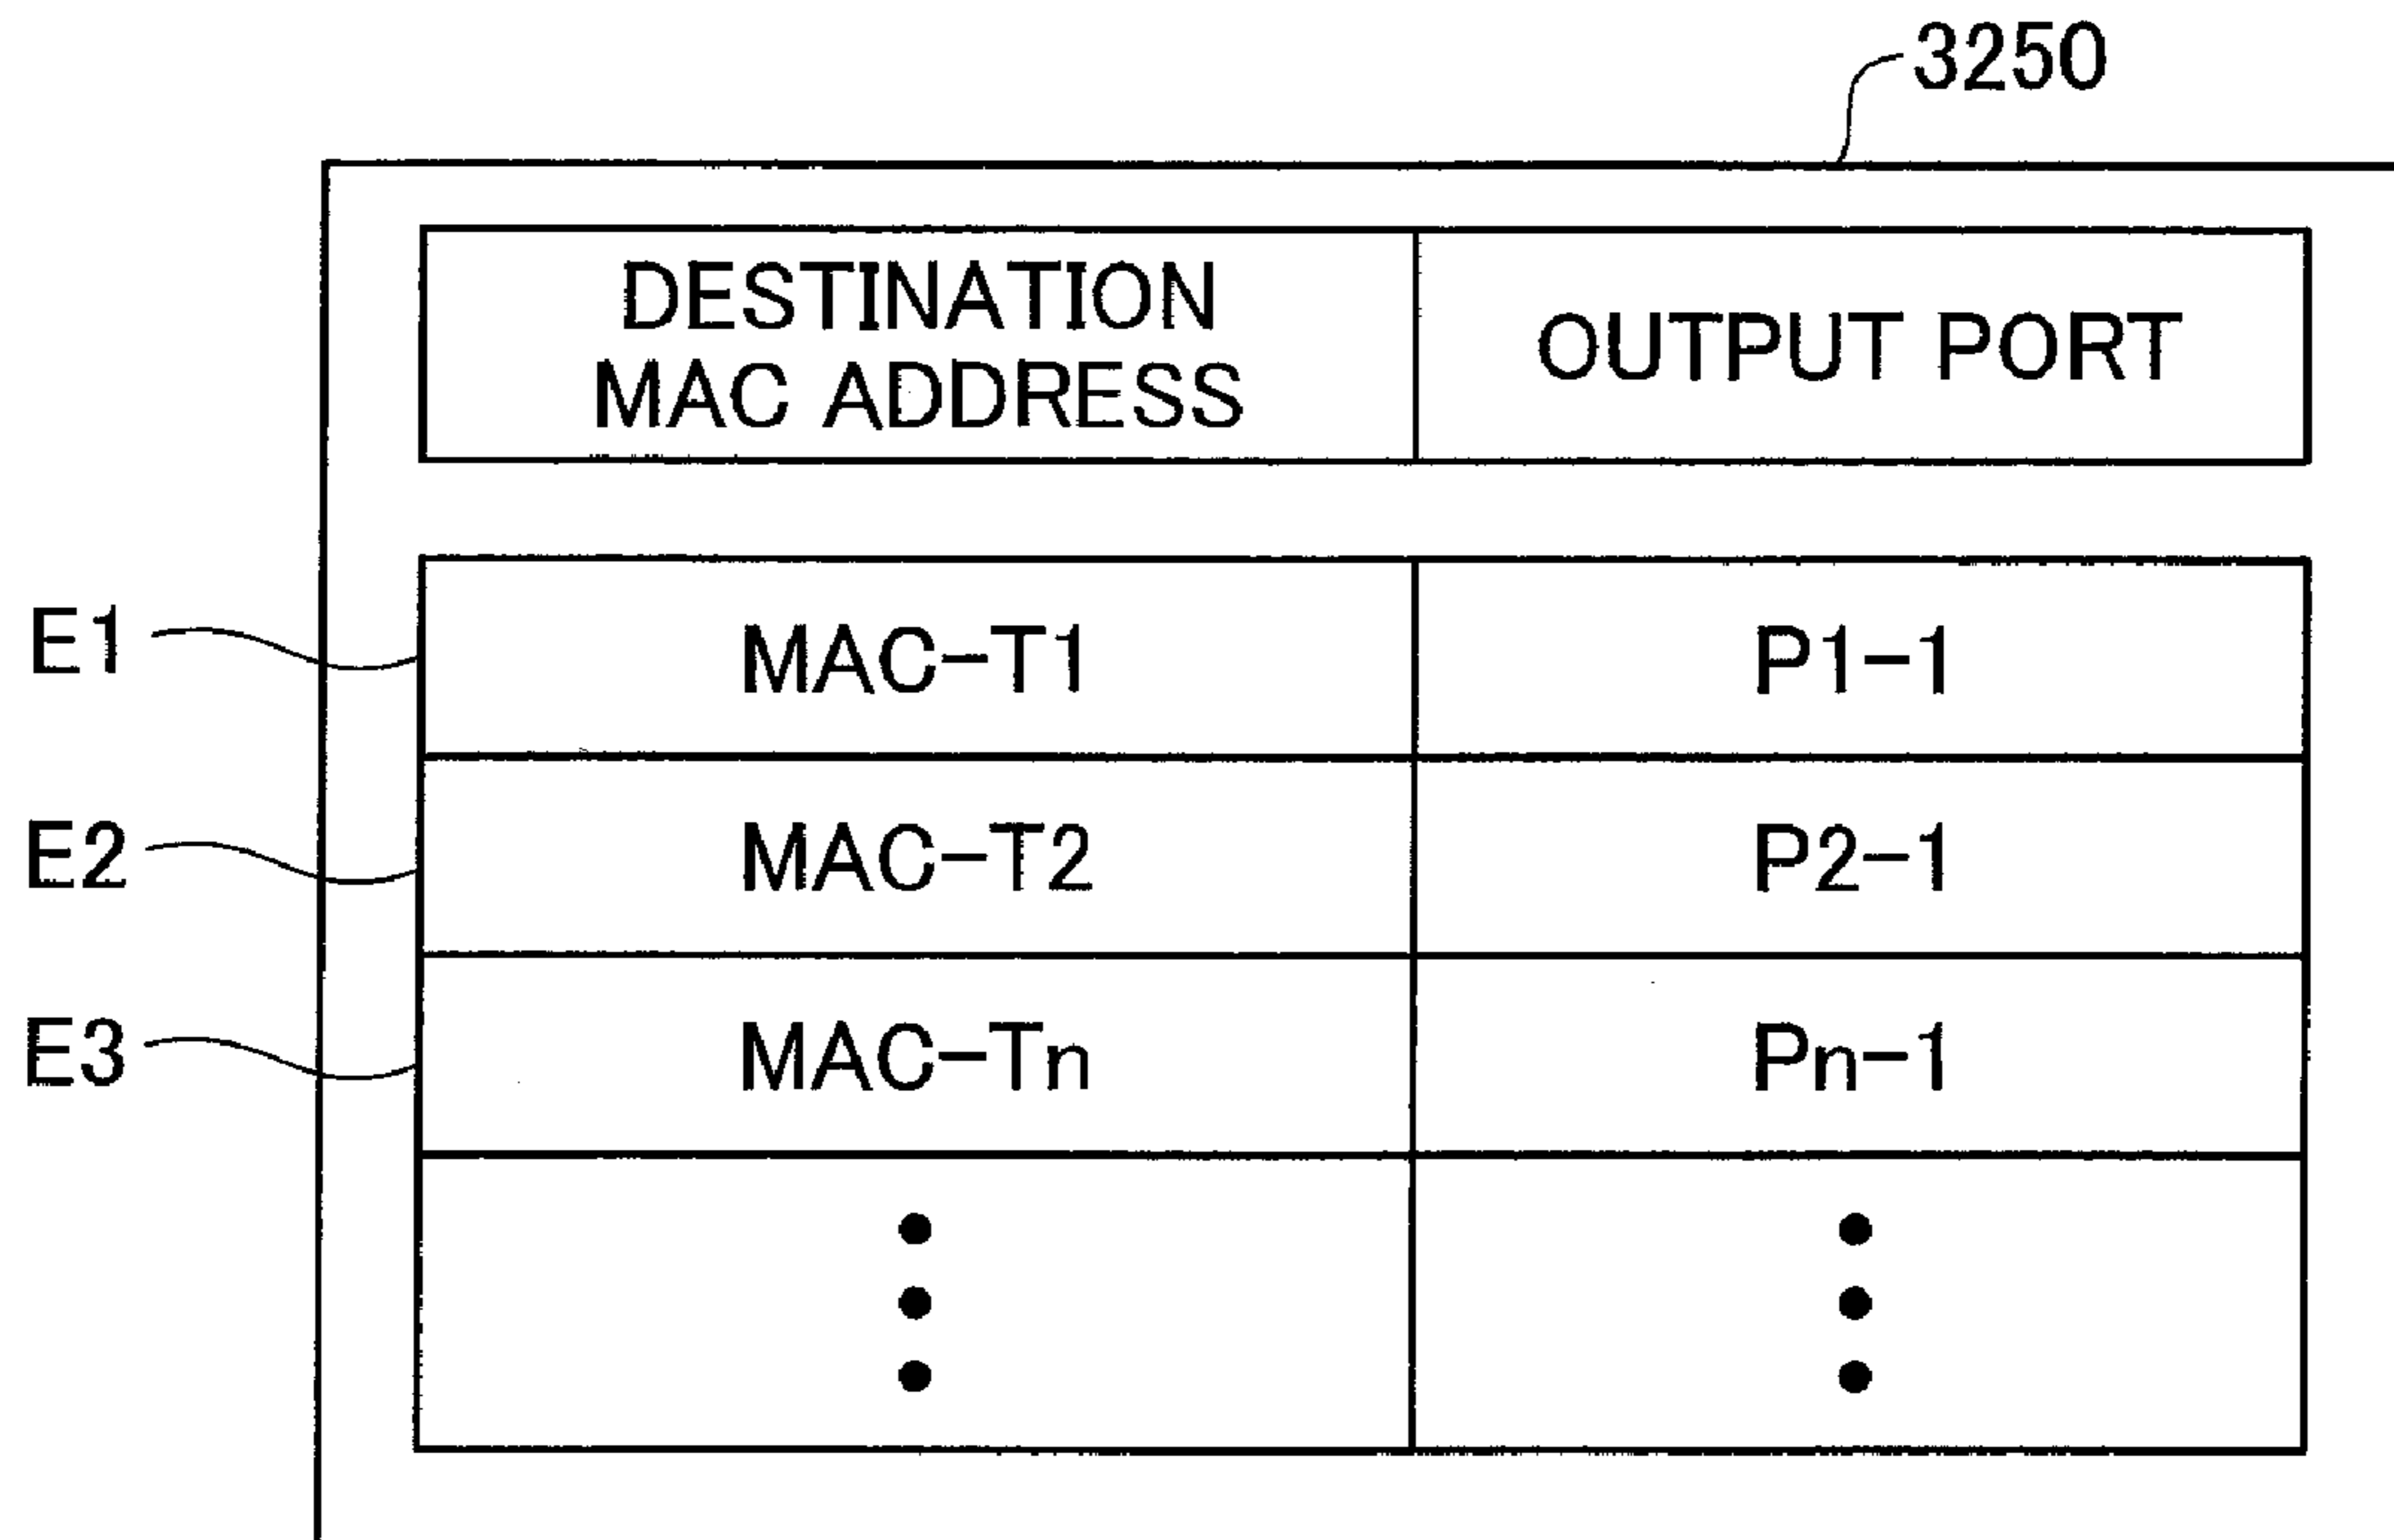 3250
DESTINATION
MAC ADDRESS
OUTPUT PORT
E1 MAC-T1 P1-1
E2 MAC-T2 P2-1
E3 MAC-Tn Pn-1